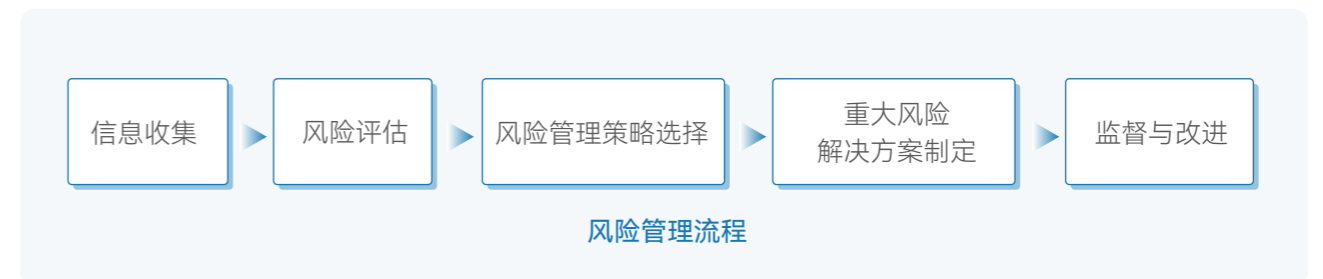 信息收集
风险评估
风险管理策略选择
重大风险
解决方案制定
监督与改进
风险管理流程